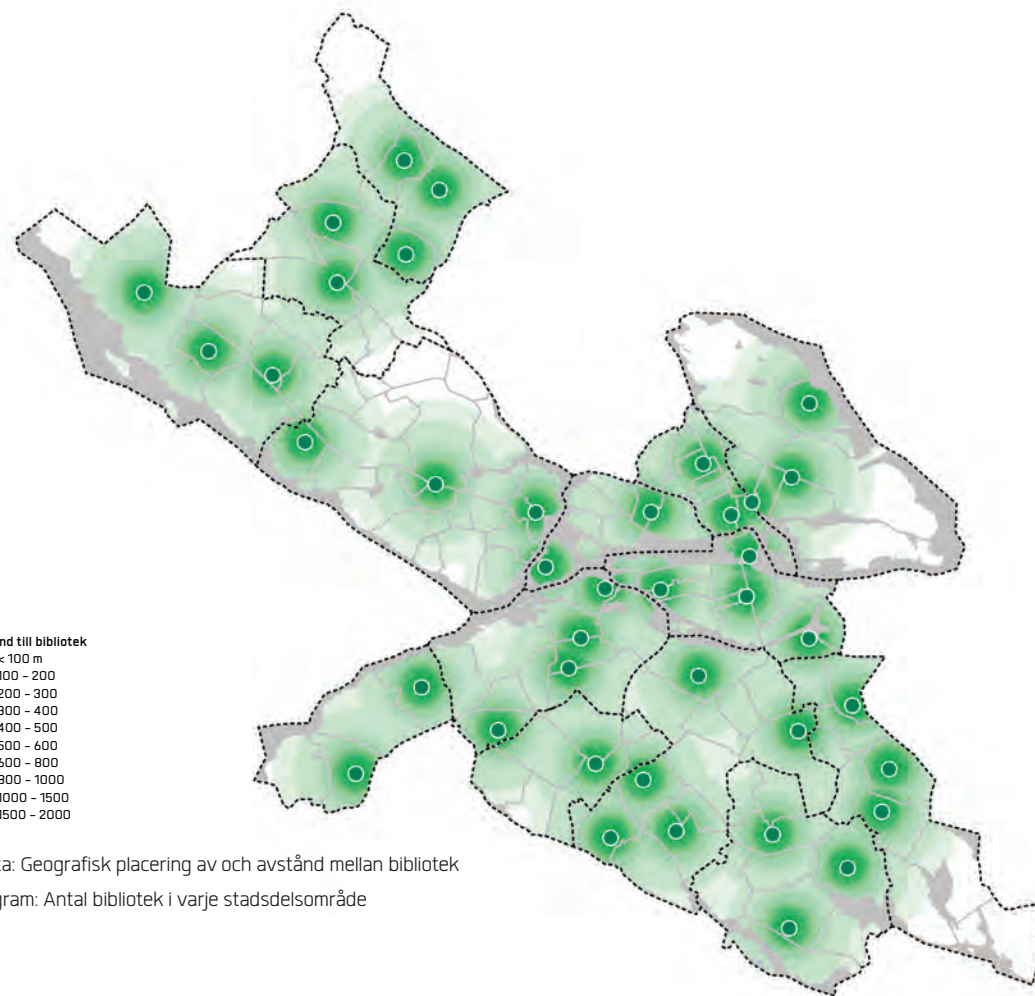 nd till bibliotek
< 100 m
100 - 200
200 - 300
300 - 400
400 - 500
500 - 600
600 - 800
800 - 1000
1000 - 1500
1500 - 2000
ta: Geografisk placering av och avstånd mellan bibliotek
gram: Antal bibliotek i varje stadsdelsområde